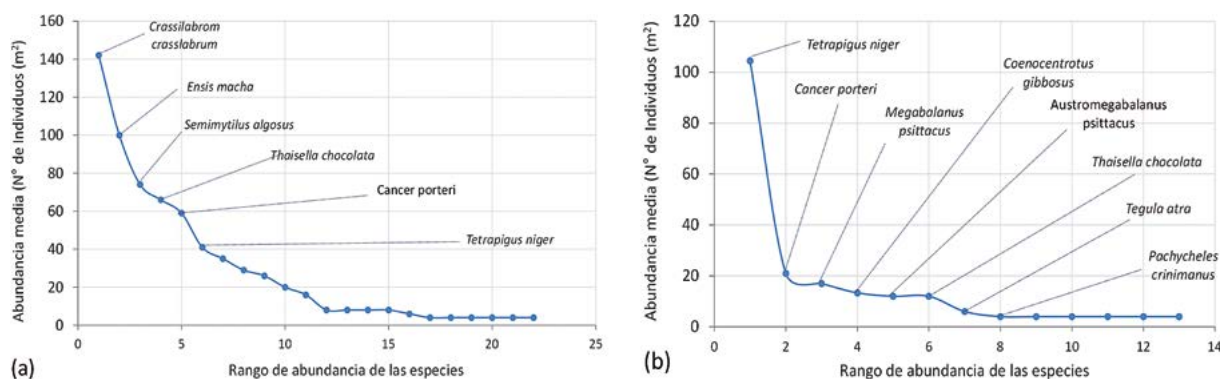 Abundancia media (N° de Individuos (m²)
160
140
120
100
80
60
40
20
0
Crassilabrom
crasslabrum
Ensis macha
Semimytilus algosus
Thaisella chocolata
Cancer porteri
Tetrapigus niger
0 5 10 15 20 25
Rango de abundancia de las especies
(a)
Abundancia media (N° de Individuos (m²)
120
100
80
60
40
20
0
Tetrapigus niger
Cancer porteri
Megabalanus
psittacus
Coenocentrotus
gibbosus
Austromegabalanus
psittacus
Thaisella chocolata
Tegula atra
Pachycheles
crinimanus
0 2 4 6 8 10 12 14
Rango de abundancia de las especies
(b)